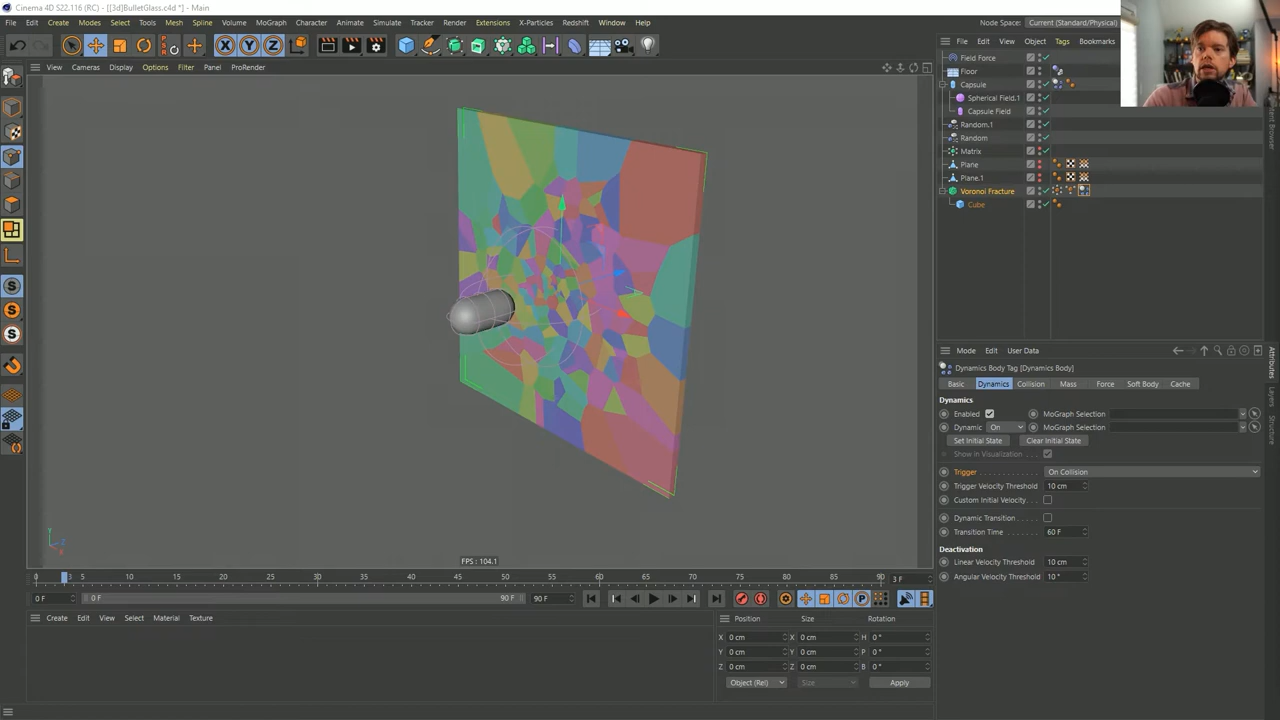 Cinema 4D S22.116 (RC) - [[3d]BulletGlass.c4d *] - Main
File Edit Create Modes Select Tools Mesh Spline Volume MoGraph Character Animate Simulate Tracker Render Extensions X-Particles Redshift Window Help
Node Space: Current (Standard/Physical)
View Cameras Display Options Filter Panel ProRender
File Edit View Object Tags Bookmarks
Field Force
Floor
Capsule
Spherical Field.1
Capsule Field
Random.1
Random
Matrix
Plane
Plane.1
Voronoi Fracture
Cube
Mode Edit User Data
Dynamics Body Tag [Dynamics Body]
Basic Dynamics Collision Mass Force Soft Body Cache
Dynamics
Enabled MoGraph Selection
Dynamic On MoGraph Selection
Set Initial State Clear Initial State
Show in Visualization
Trigger On Collision
Trigger Velocity Threshold 10 cm
Custom Initial Velocity
Dynamic Transition
Transition Time 60 F
Deactivation
Linear Velocity Threshold 10 cm
Angular Velocity Threshold 10 °
Attributes
Layers
Structure
Y
Z
X
FPS : 104.1
0 3 5 10 15 20 25 30 35 40 45 50 55 60 65 70 75 80 85 90 3 F
0 F 0 F 90 F 90 F
Create Edit View Select Material Texture
Position Size Rotation
X 0 cm X 0 cm H 0 °
Y 0 cm Y 0 cm P 0 °
Z 0 cm Z 0 cm B 0 °
Object (Rel) Size Apply